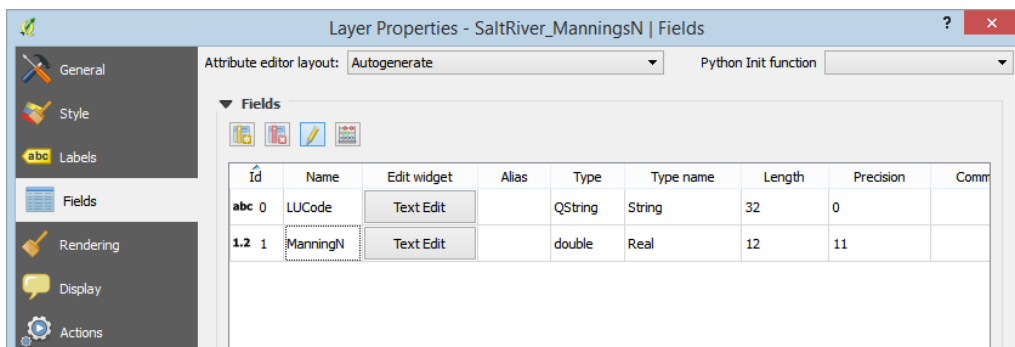 Layer Properties - SaltRiver_ManningsN | Fields ? ×
General
Style
abc Labels
Fields
Rendering
Display
Actions
Attribute editor layout: Autogenerate Python Init function
Fields
Id Name Edit widget Alias Type Type name Length Precision Comm
abc 0 LUCode Text Edit QString String 32 0
1.2 1 ManningN Text Edit double Real 12 11